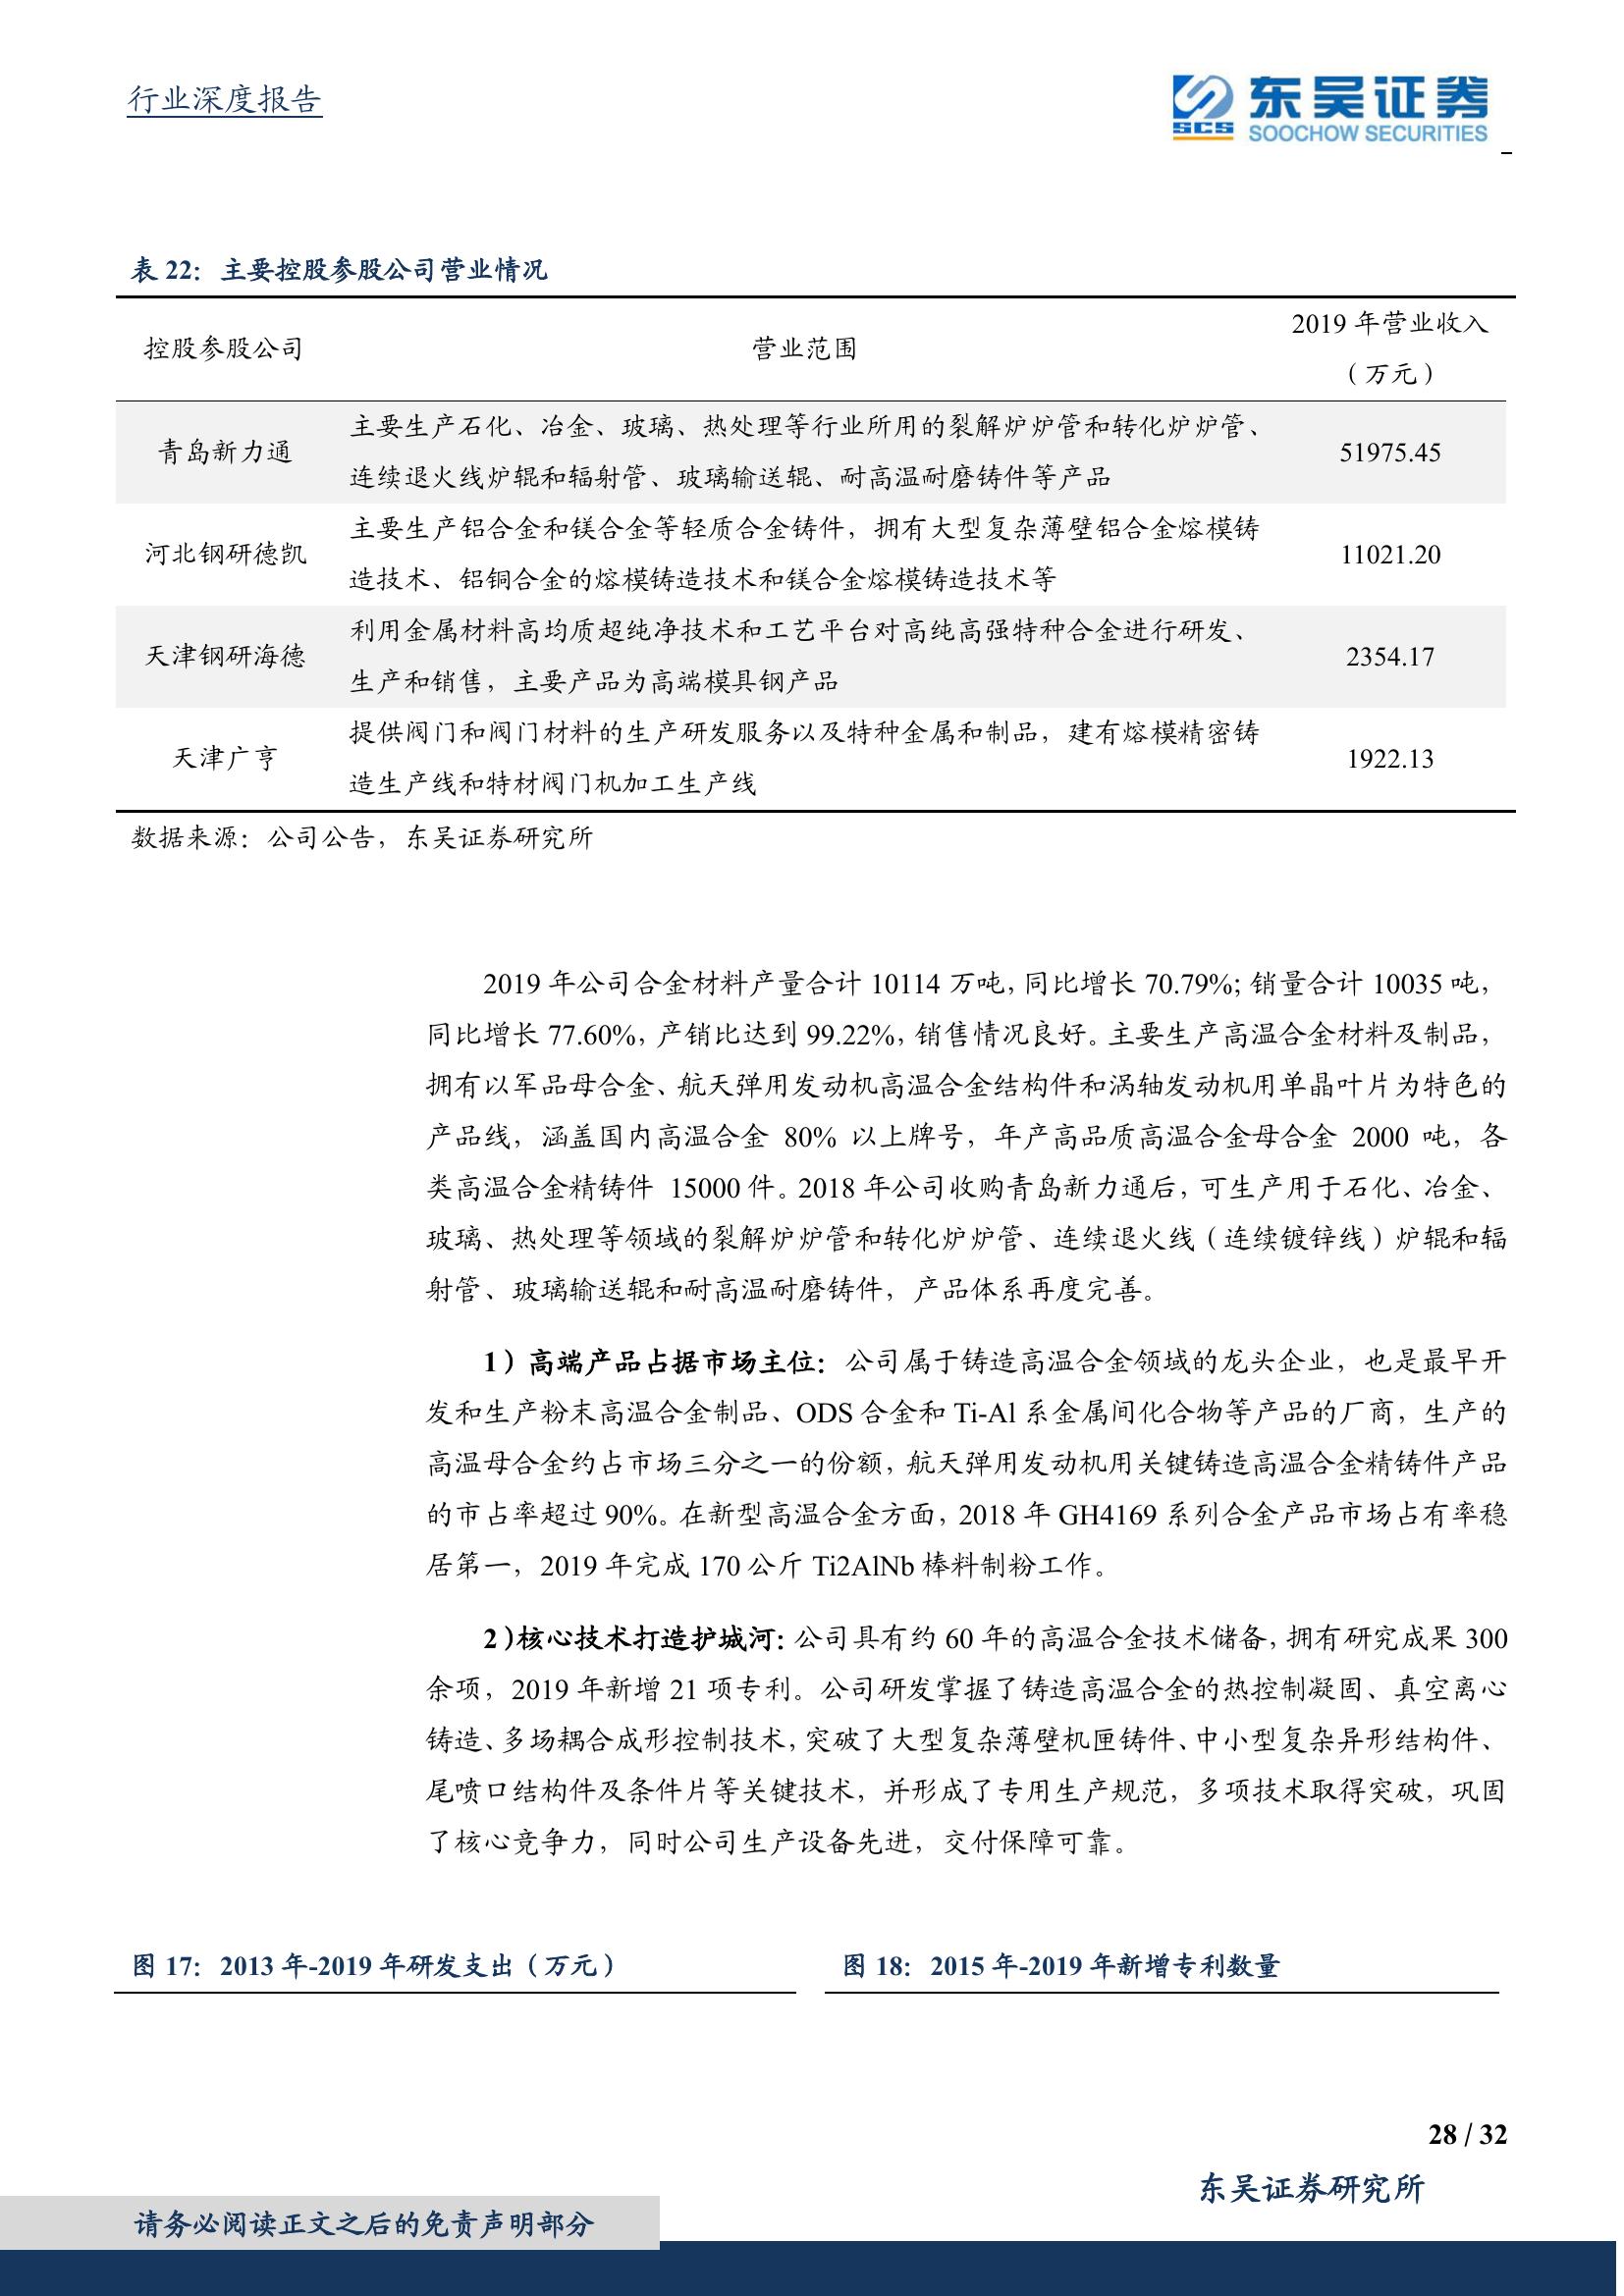 行业深度报告
东吴证券
SCS
SOOCHOW SECURITIES
表 22：主要控股参股公司营业情况
控股参股公司 营业范围 2019 年营业收入
（万元）
青岛新力通 主要生产石化、冶金、玻璃、热处理等行业所用的裂解炉炉管和转化炉炉管、
连续退火线炉辊和辐射管、玻璃输送辊、耐高温耐磨铸件等产品 51975.45
河北钢研德凯 主要生产铝合金和镁合金等轻质合金铸件，拥有大型复杂薄壁铝合金熔模铸
造技术、铝铜合金的熔模铸造技术和镁合金熔模铸造技术等 11021.20
天津钢研海德 利用金属材料高均质超纯净技术和工艺平台对高纯高强特种合金进行研发、
生产和销售，主要产品为高端模具钢产品 2354.17
天津广亨 提供阀门和阀门材料的生产研发服务以及特种金属和制品，建有熔模精密铸
造生产线和特材阀门机加工生产线 1922.13
数据来源：公司公告，东吴证券研究所
2019 年公司合金材料产量合计 10114 万吨，同比增长 70.79%；销量合计 10035 吨，
同比增长 77.60%，产销比达到 99.22%，销售情况良好。主要生产高温合金材料及制品，
拥有以军品母合金、航天弹用发动机高温合金结构件和涡轴发动机用单晶叶片为特色的
产品线，涵盖国内高温合金 80% 以上牌号，年产高品质高温合金母合金 2000 吨，各
类高温合金精铸件 15000 件。2018 年公司收购青岛新力通后，可生产用于石化、冶金、
玻璃、热处理等领域的裂解炉炉管和转化炉炉管、连续退火线（连续镀锌线）炉辊和辐
射管、玻璃输送辊和耐高温耐磨铸件，产品体系再度完善。
1）高端产品占据市场主位：公司属于铸造高温合金领域的龙头企业，也是最早开
发和生产粉末高温合金制品、ODS 合金和 Ti-Al 系金属间化合物等产品的厂商，生产的
高温母合金约占市场三分之一的份额，航天弹用发动机用关键铸造高温合金精铸件产品
的市占率超过 90%。在新型高温合金方面，2018 年 GH4169 系列合金产品市场占有率稳
居第一，2019 年完成 170 公斤 Ti2AlNb 棒料制粉工作。
2）核心技术打造护城河：公司具有约 60 年的高温合金技术储备，拥有研究成果 300
余项，2019 年新增 21 项专利。公司研发掌握了铸造高温合金的热控制凝固、真空离心
铸造、多场耦合成形控制技术，突破了大型复杂薄壁机匣铸件、中小型复杂异形结构件、
尾喷口结构件及条件片等关键技术，并形成了专用生产规范，多项技术取得突破，巩固
了核心竞争力，同时公司生产设备先进，交付保障可靠。
图 17：2013 年-2019 年研发支出（万元）
图 18：2015 年-2019 年新增专利数量
28 / 32
东吴证券研究所
请务必阅读正文之后的免责声明部分